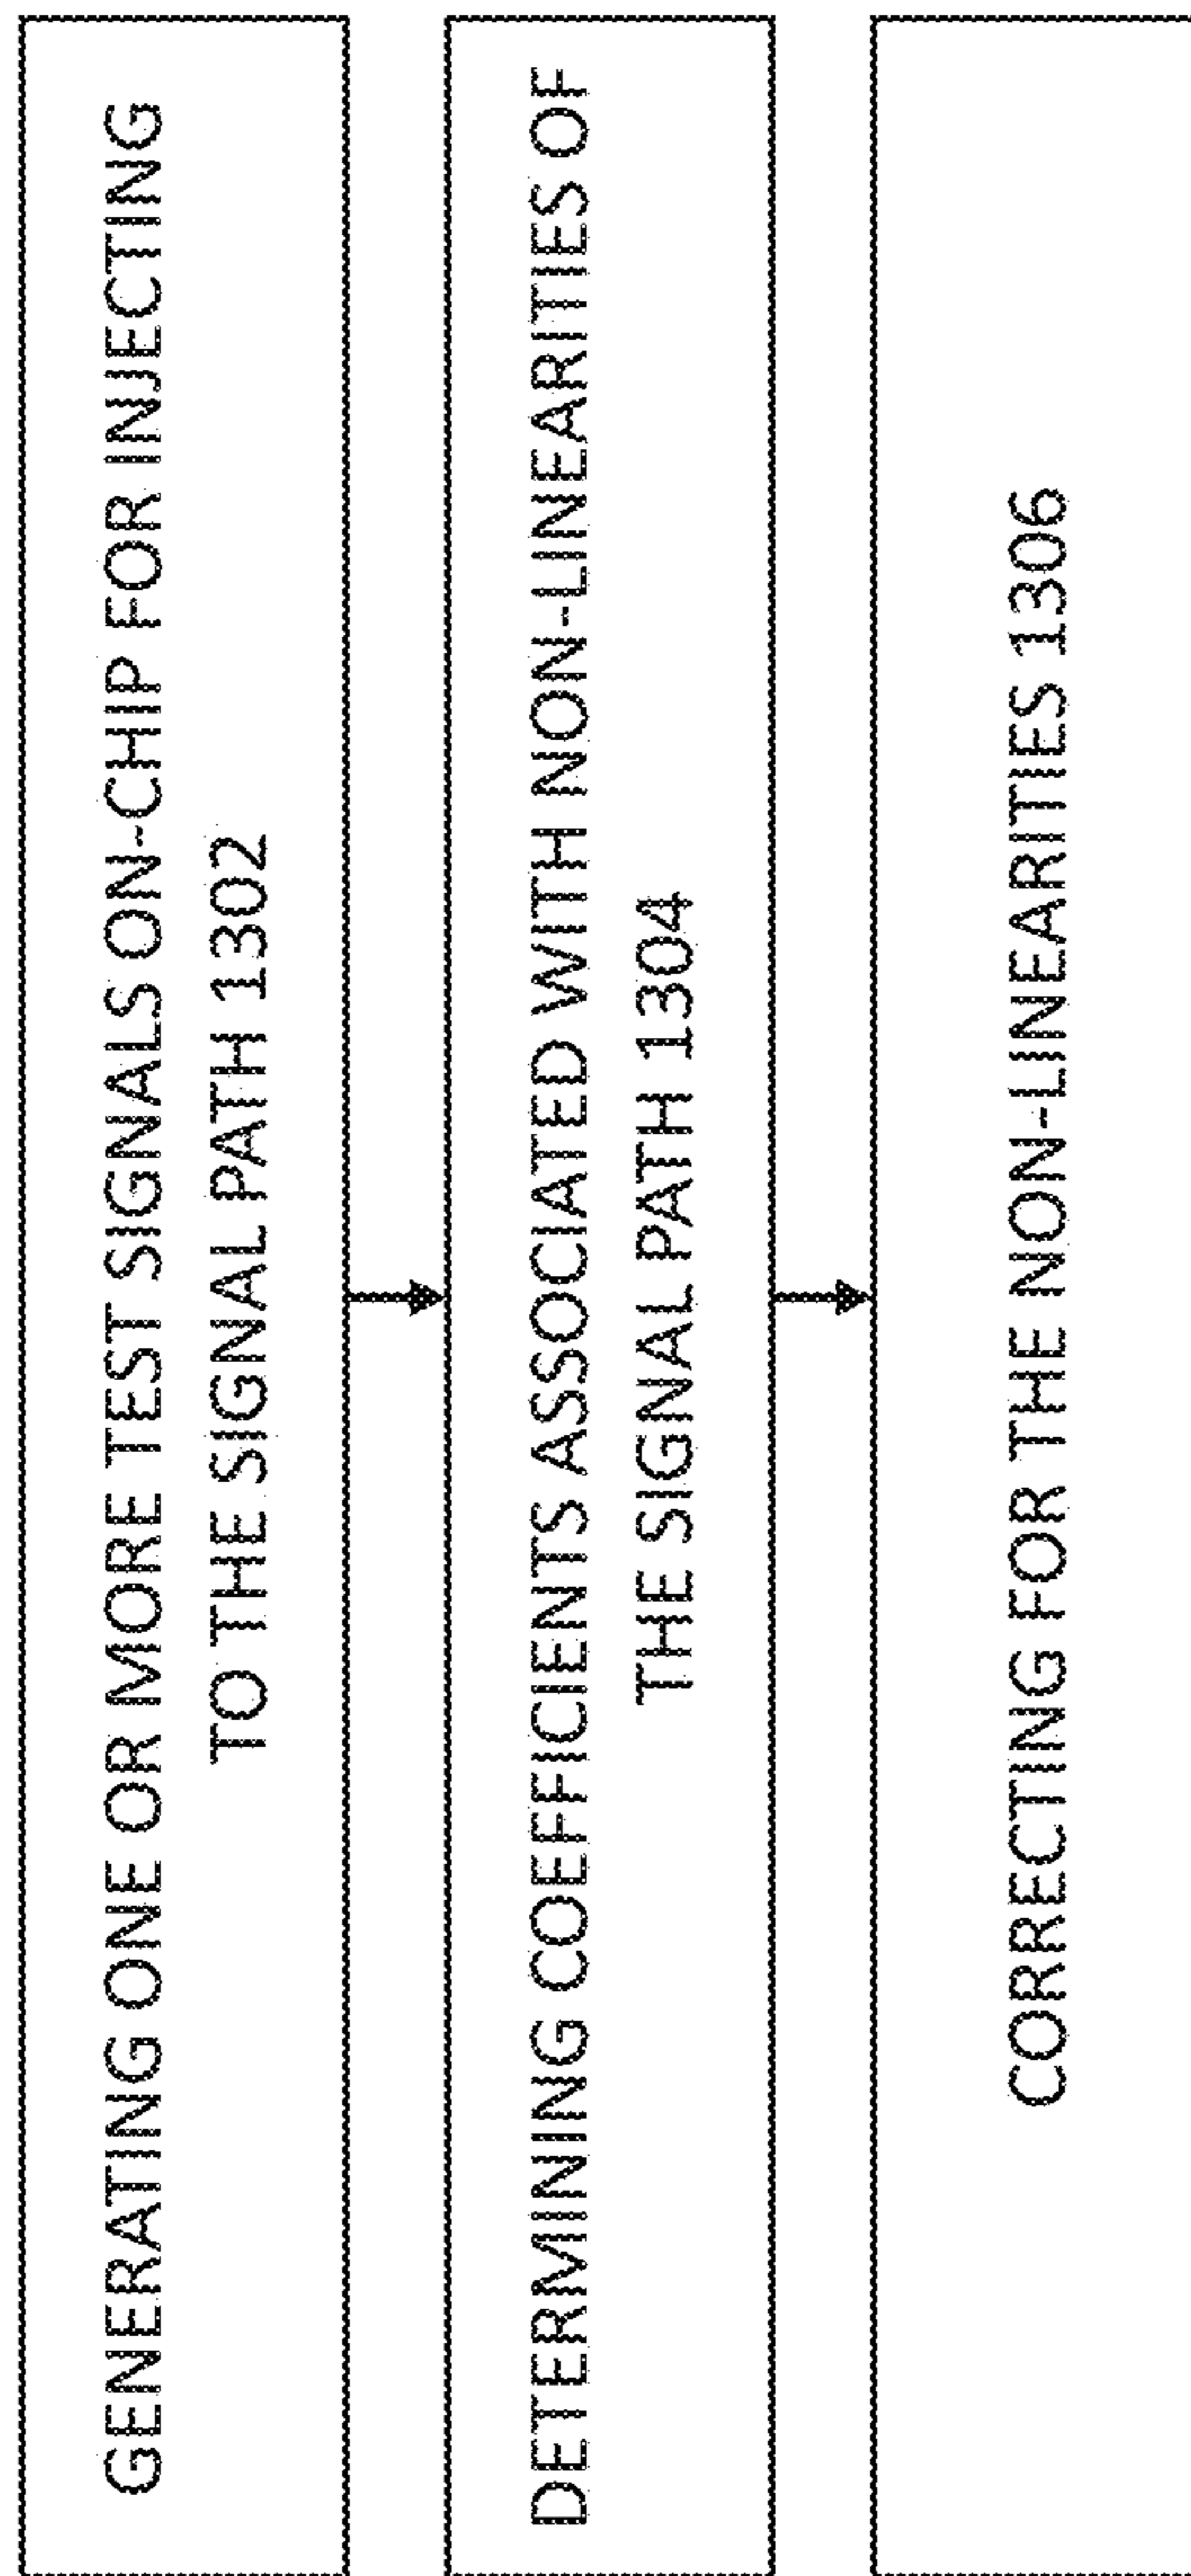 GENERATING ONE OR MORE TEST SIGNALS ON-CHIP FOR INJECTING
TO THE SIGNAL PATH 1302
DETERMINING COEFFICIENTS ASSOCIATED WITH NON-LINEARITIES OF
THE SIGNAL PATH 1304
CORRECTING FOR THE NON-LINEARITIES 1306